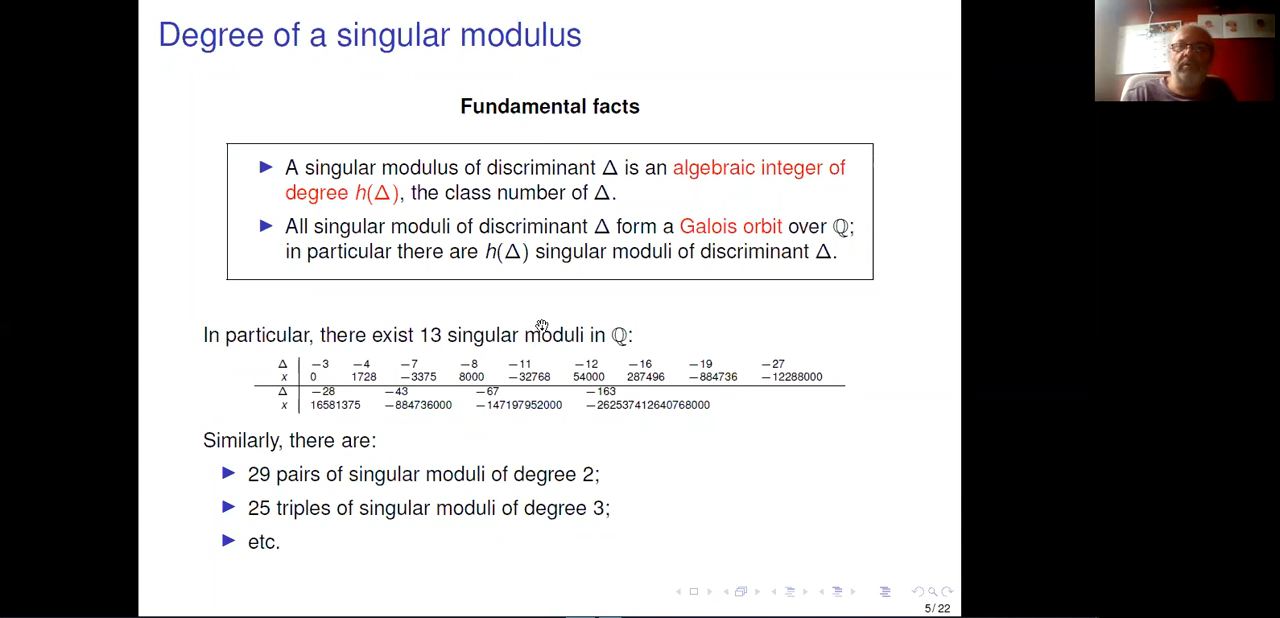 Degree of a singular modulus
Fundamental facts
▶ A singular modulus of discriminant Δ is an algebraic integer of
degree h(Δ), the class number of Δ.
▶ All singular moduli of discriminant Δ form a Galois orbit over ℚ;
in particular there are h(Δ) singular moduli of discriminant Δ.
In particular, there exist 13 singular moduli in ℚ:
Δ −3 −4 −7 −8 −11 −12 −16 −19 −27
x 0 1728 −3375 8000 −32768 54000 287496 −884736 −12288000
Δ −28 −43 −67 −163
x 16581375 −884736000 −147197952000 −262537412640768000
Similarly, there are:
▶ 29 pairs of singular moduli of degree 2;
▶ 25 triples of singular moduli of degree 3;
▶ etc.
5/22